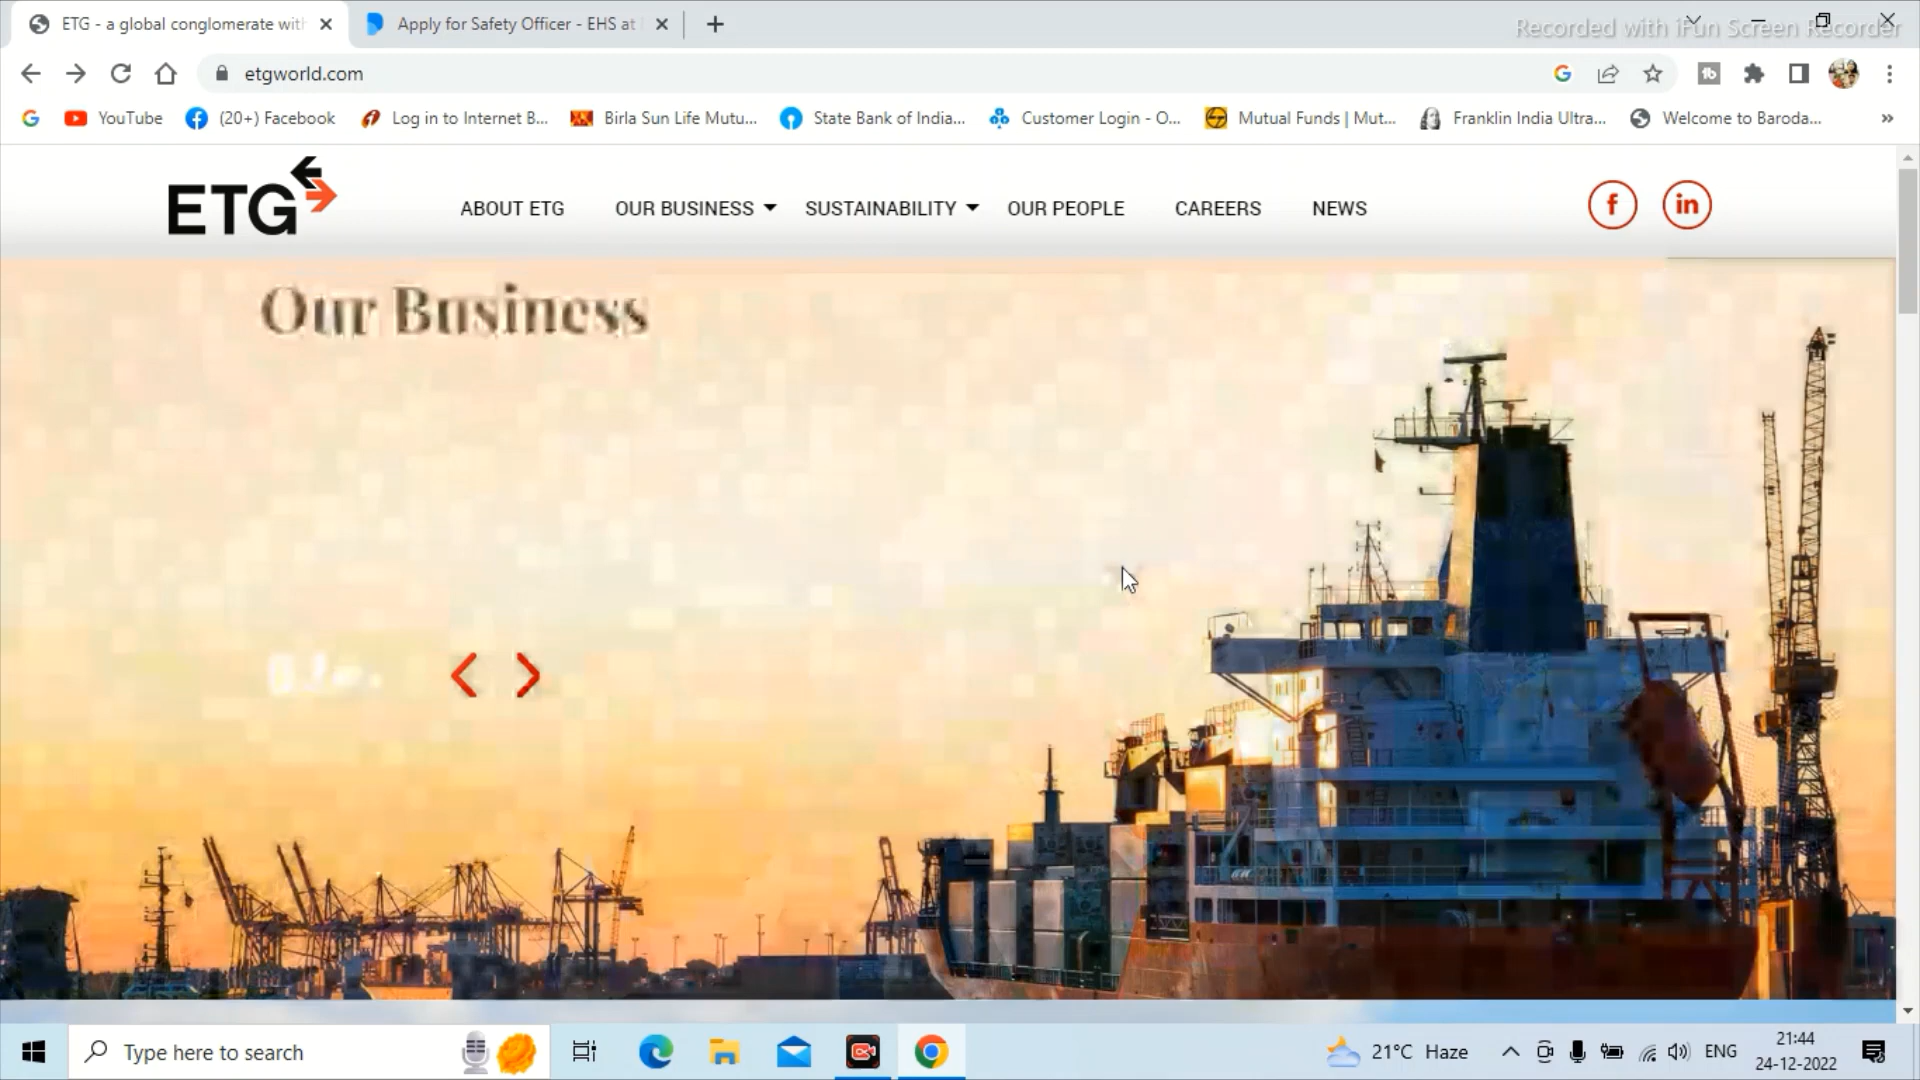 ETG - a global conglomerate with
Apply for Safety Officer - EHS at
Recorded with iFun Screen Recorder
etgworld.com
YouTube
(20+) Facebook
Log in to Internet B...
Birla Sun Life Mutu...
State Bank of India...
Customer Login - O...
Mutual Funds | Mut...
Franklin India Ultra...
Welcome to Baroda...
»
ETG
ABOUT ETG
OUR BUSINESS
SUSTAINABILITY
OUR PEOPLE
CAREERS
NEWS
f
in
Our Business
Type here to search
21°C Haze
ENG
21:44
24-12-2022